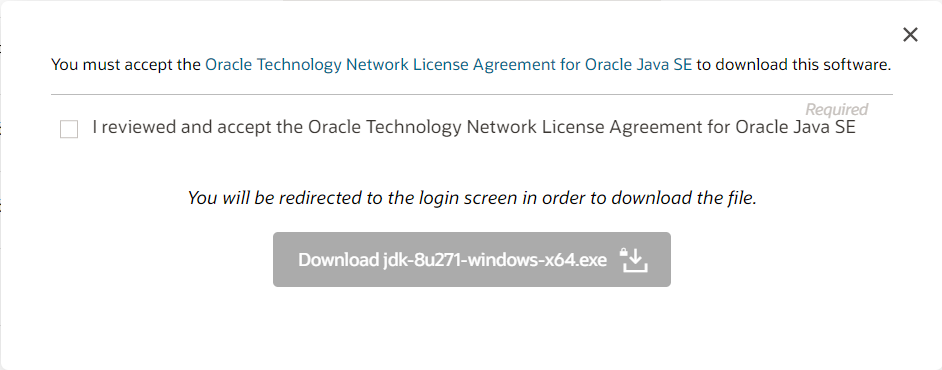 You must accept the Oracle Technology Network License Agreement for Oracle Java SE to download this software.
Required
I reviewed and accept the Oracle Technology Network License Agreement for Oracle Java SE
You will be redirected to the login screen in order to download the file.
Download jdk-8u271-windows-x64.exe